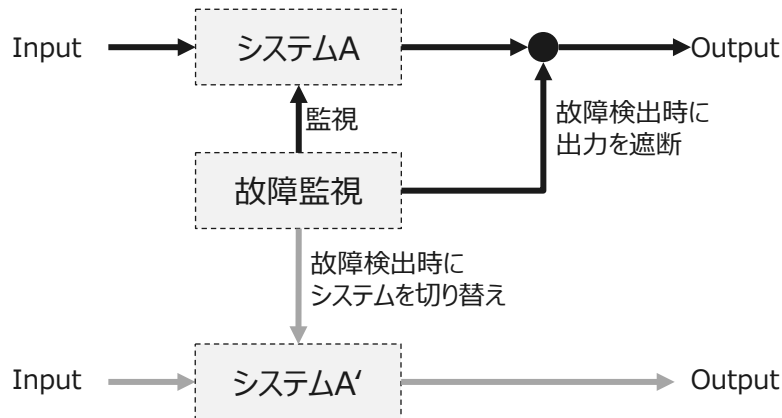 Input
システムA
Output
監視
故障検出時に
出力を遮断
故障監視
故障検出時に
システムを切り替え
Input
システムA‘
Output